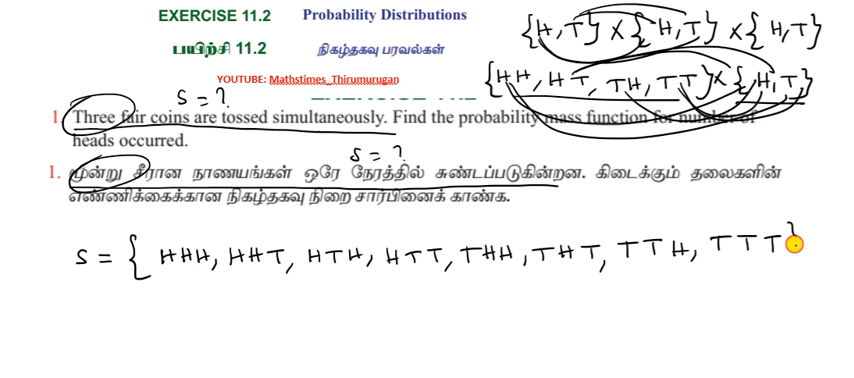 EXERCISE 11.2 Probability Distributions {H, T} × {H, T} × {H, T}
பயிற்சி 11.2 நிகழ்தகவு பரவல்கள் {HH, HT, TH, TT} × {H, T}
YOUTUBE: Mathstimes_Thirumurugan
S = ?
1. Three fair coins are tossed simultaneously. Find the probability mass function for number of
heads occurred.
S = ?
1. மூன்று சீரான நாணயங்கள் ஒரே நேரத்தில் சுண்டப்படுகின்றன. கிடைக்கும் தலைகளின்
எண்ணிக்கைக்கான நிகழ்தகவு நிறை சார்பினைக் காண்க.
S = { HHH, HHT, HTH, HTT, THH, THT, TTH, TTT }